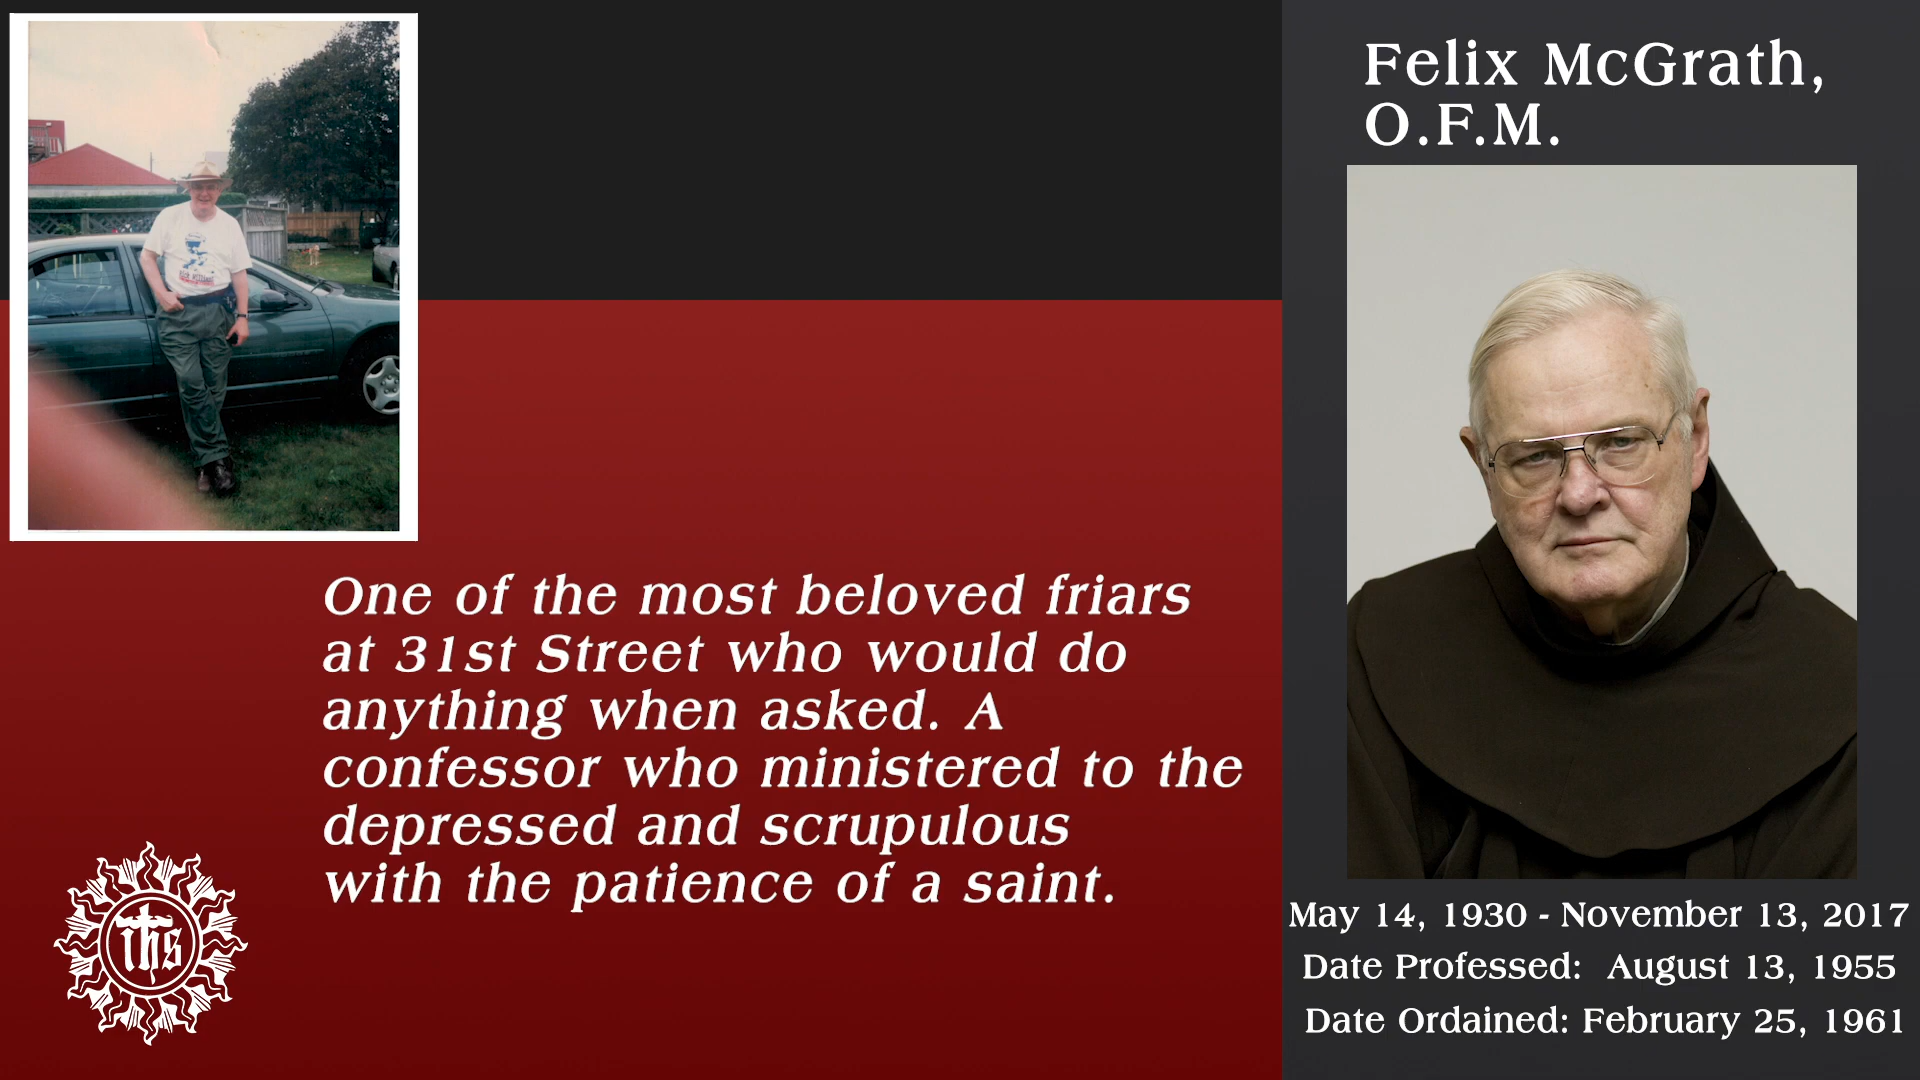 Felix McGrath,
O.F.M.
One of the most beloved friars
at 31st Street who would do
anything when asked. A
confessor who ministered to the
depressed and scrupulous
with the patience of a saint.
ihs
May 14, 1930 - November 13, 2017
Date Professed: August 13, 1955
Date Ordained: February 25, 1961